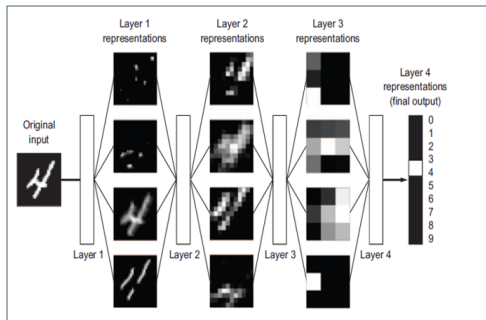 Layer 1
representations
Layer 2
representations
Layer 3
representations
Layer 4
representations
(final output)
Original
input
0
1
2
3
4
5
6
7
8
9
Layer 1
Layer 2
Layer 3
Layer 4